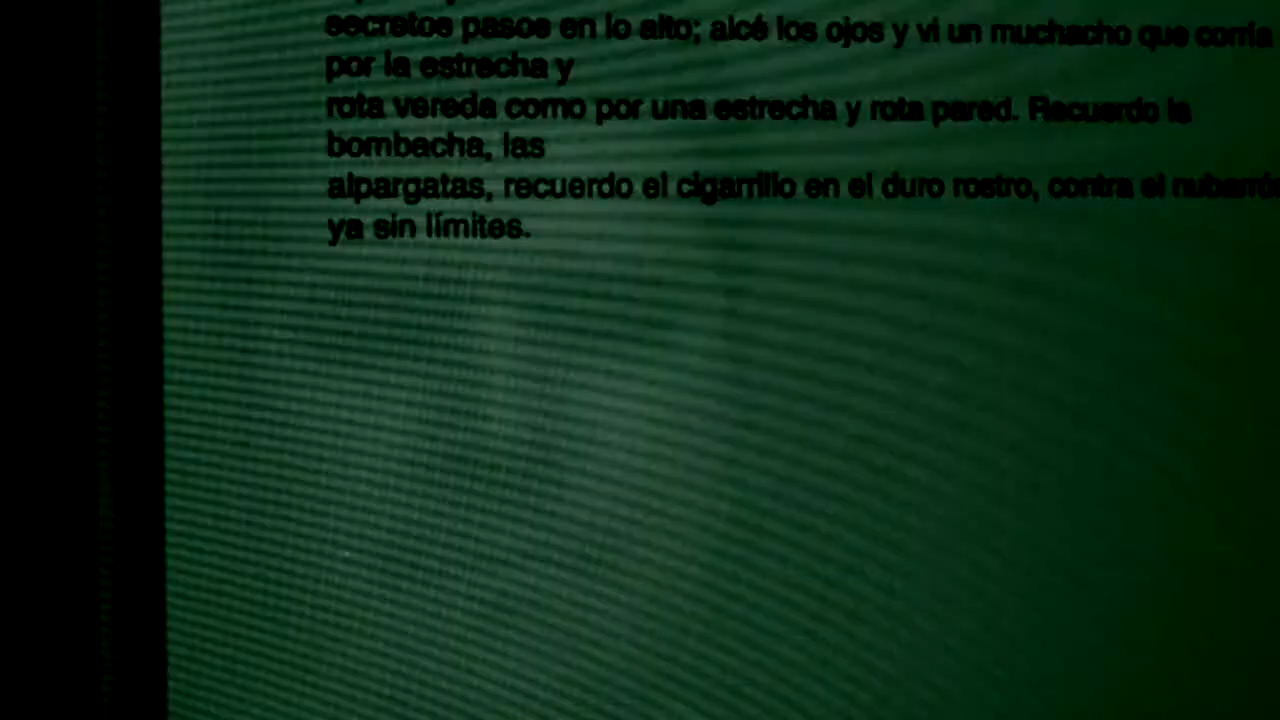 secretos pasos en lo alto; alcé los ojos y vi un muchacho que corría
por la estrecha y
rota vereda como por una estrecha y rota pared. Recuerdo la
bombacha, las
alpargatas, recuerdo el cigarrillo en el duro rostro, contra el
ya sin límites.